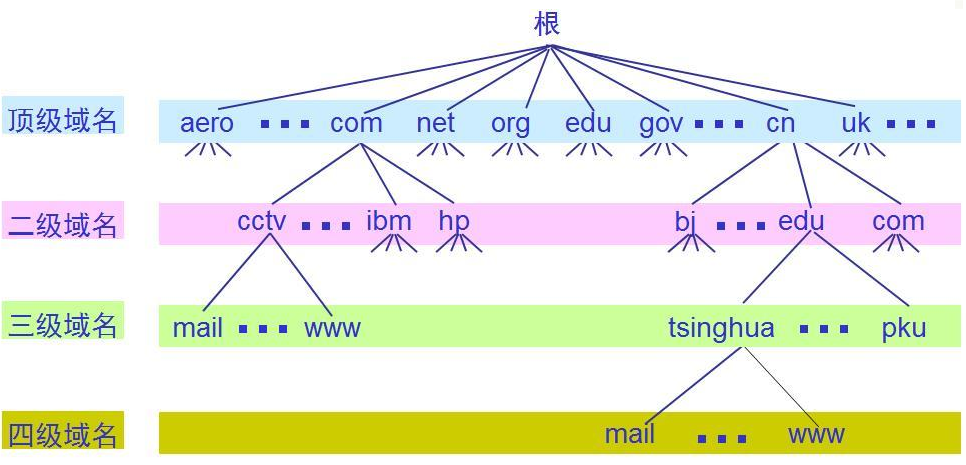 根
顶级域名 aero ▪▪▪ com net org edu gov ▪▪▪ cn uk ▪▪▪
二级域名 cctv ▪▪▪ ibm hp bj ▪▪▪ edu com
三级域名 mail ▪▪▪ www tsinghua ▪▪▪ pku
四级域名 mail ▪▪▪ www